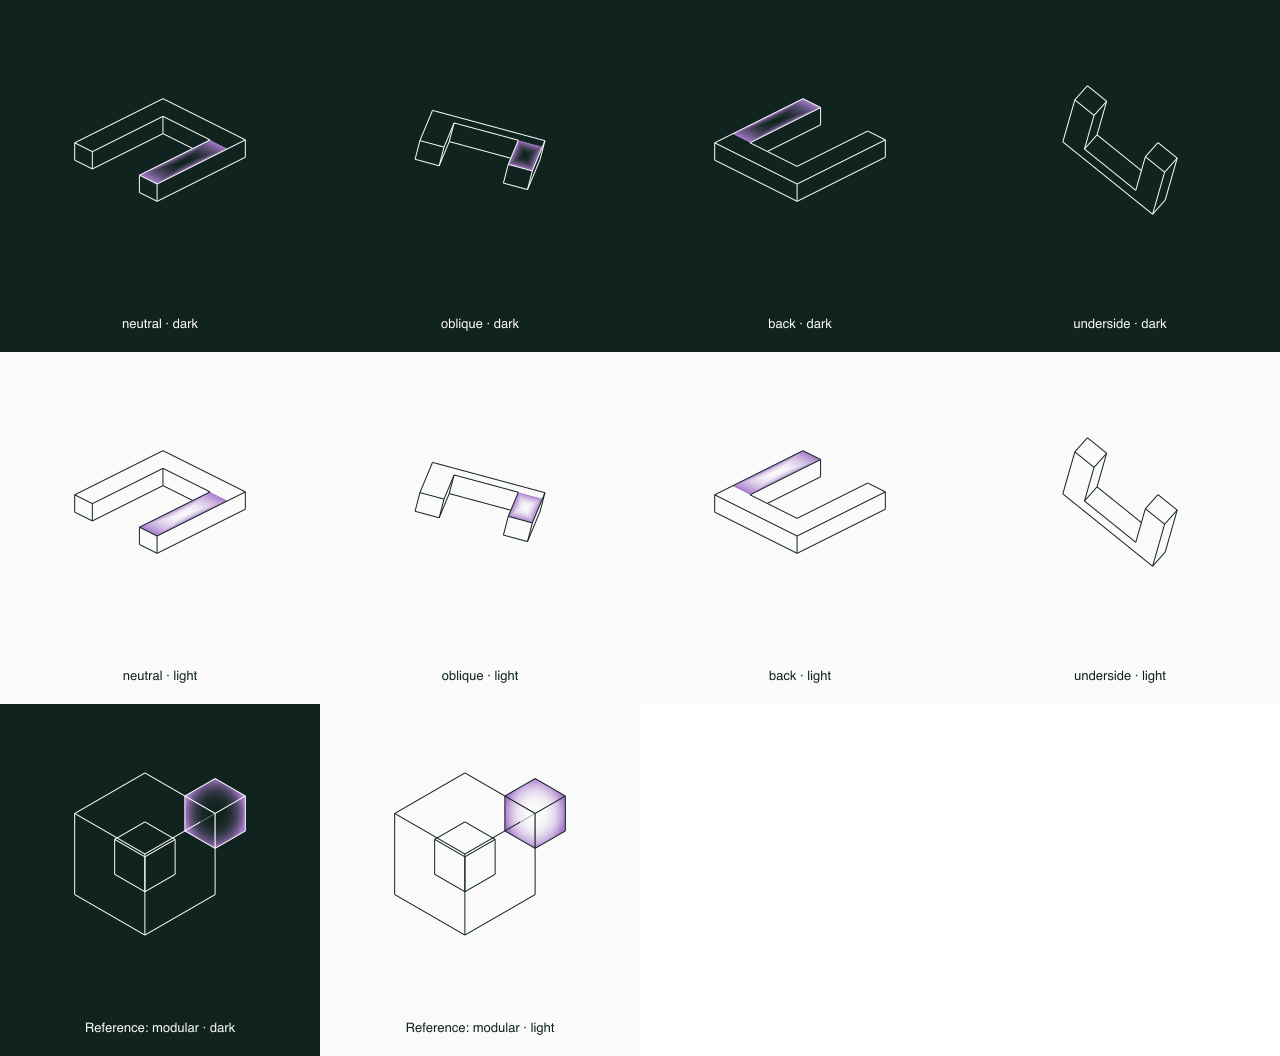 neutral · dark
oblique · dark
back · dark
underside · dark
neutral · light
oblique · light
back · light
underside · light
Reference: modular · dark
Reference: modular · light